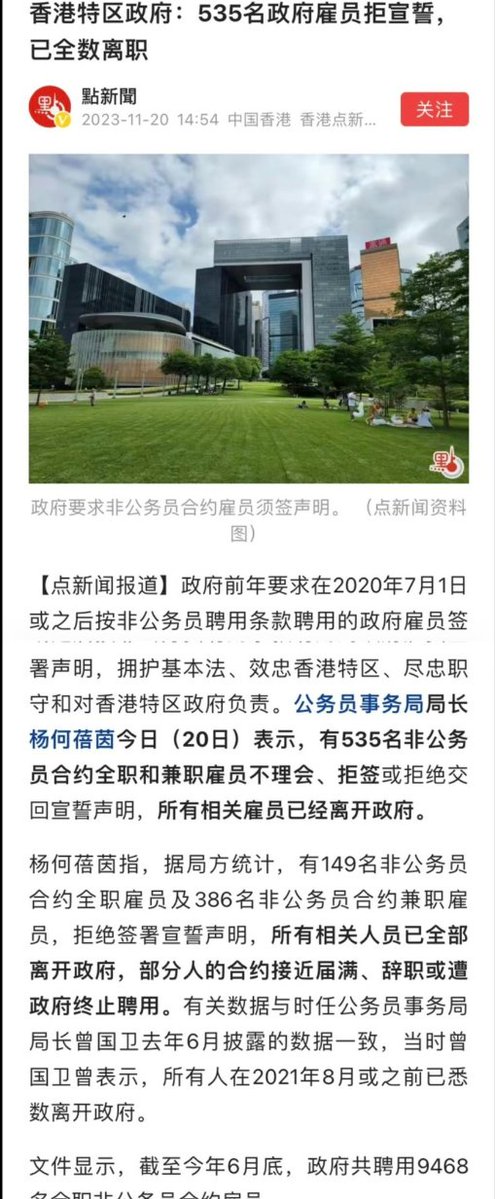 香港特区政府：535名政府雇员拒宣誓，
已全数离职
點新聞
2023-11-20 14:54 中国香港 香港点新...
关注
點
政府要求非公务员合约雇员须签声明。（点新闻资料
图）
【点新闻报道】政府前年要求在2020年7月1日
或之后按非公务员聘用条款聘用的政府雇员签
署声明，拥护基本法、效忠香港特区、尽忠职
守和对香港特区政府负责。公务员事务局局长
杨何蓓茵今日（20日）表示，有535名非公务
员合约全职和兼职雇员不理会、拒签或拒绝交
回宣誓声明，所有相关雇员已经离开政府。
杨何蓓茵指，据局方统计，有149名非公务员
合约全职雇员及386名非公务员合约兼职雇
员，拒绝签署宣誓声明，所有相关人员已全部
离开政府，部分人的合约接近届满、辞职或遭
政府终止聘用。有关数据与时任公务员事务局
局长曾国卫去年6月披露的数据一致，当时曾
国卫曾表示，所有人在2021年8月或之前已悉
数离开政府。
文件显示，截至今年6月底，政府共聘用9468
名全职非公务员合约雇员